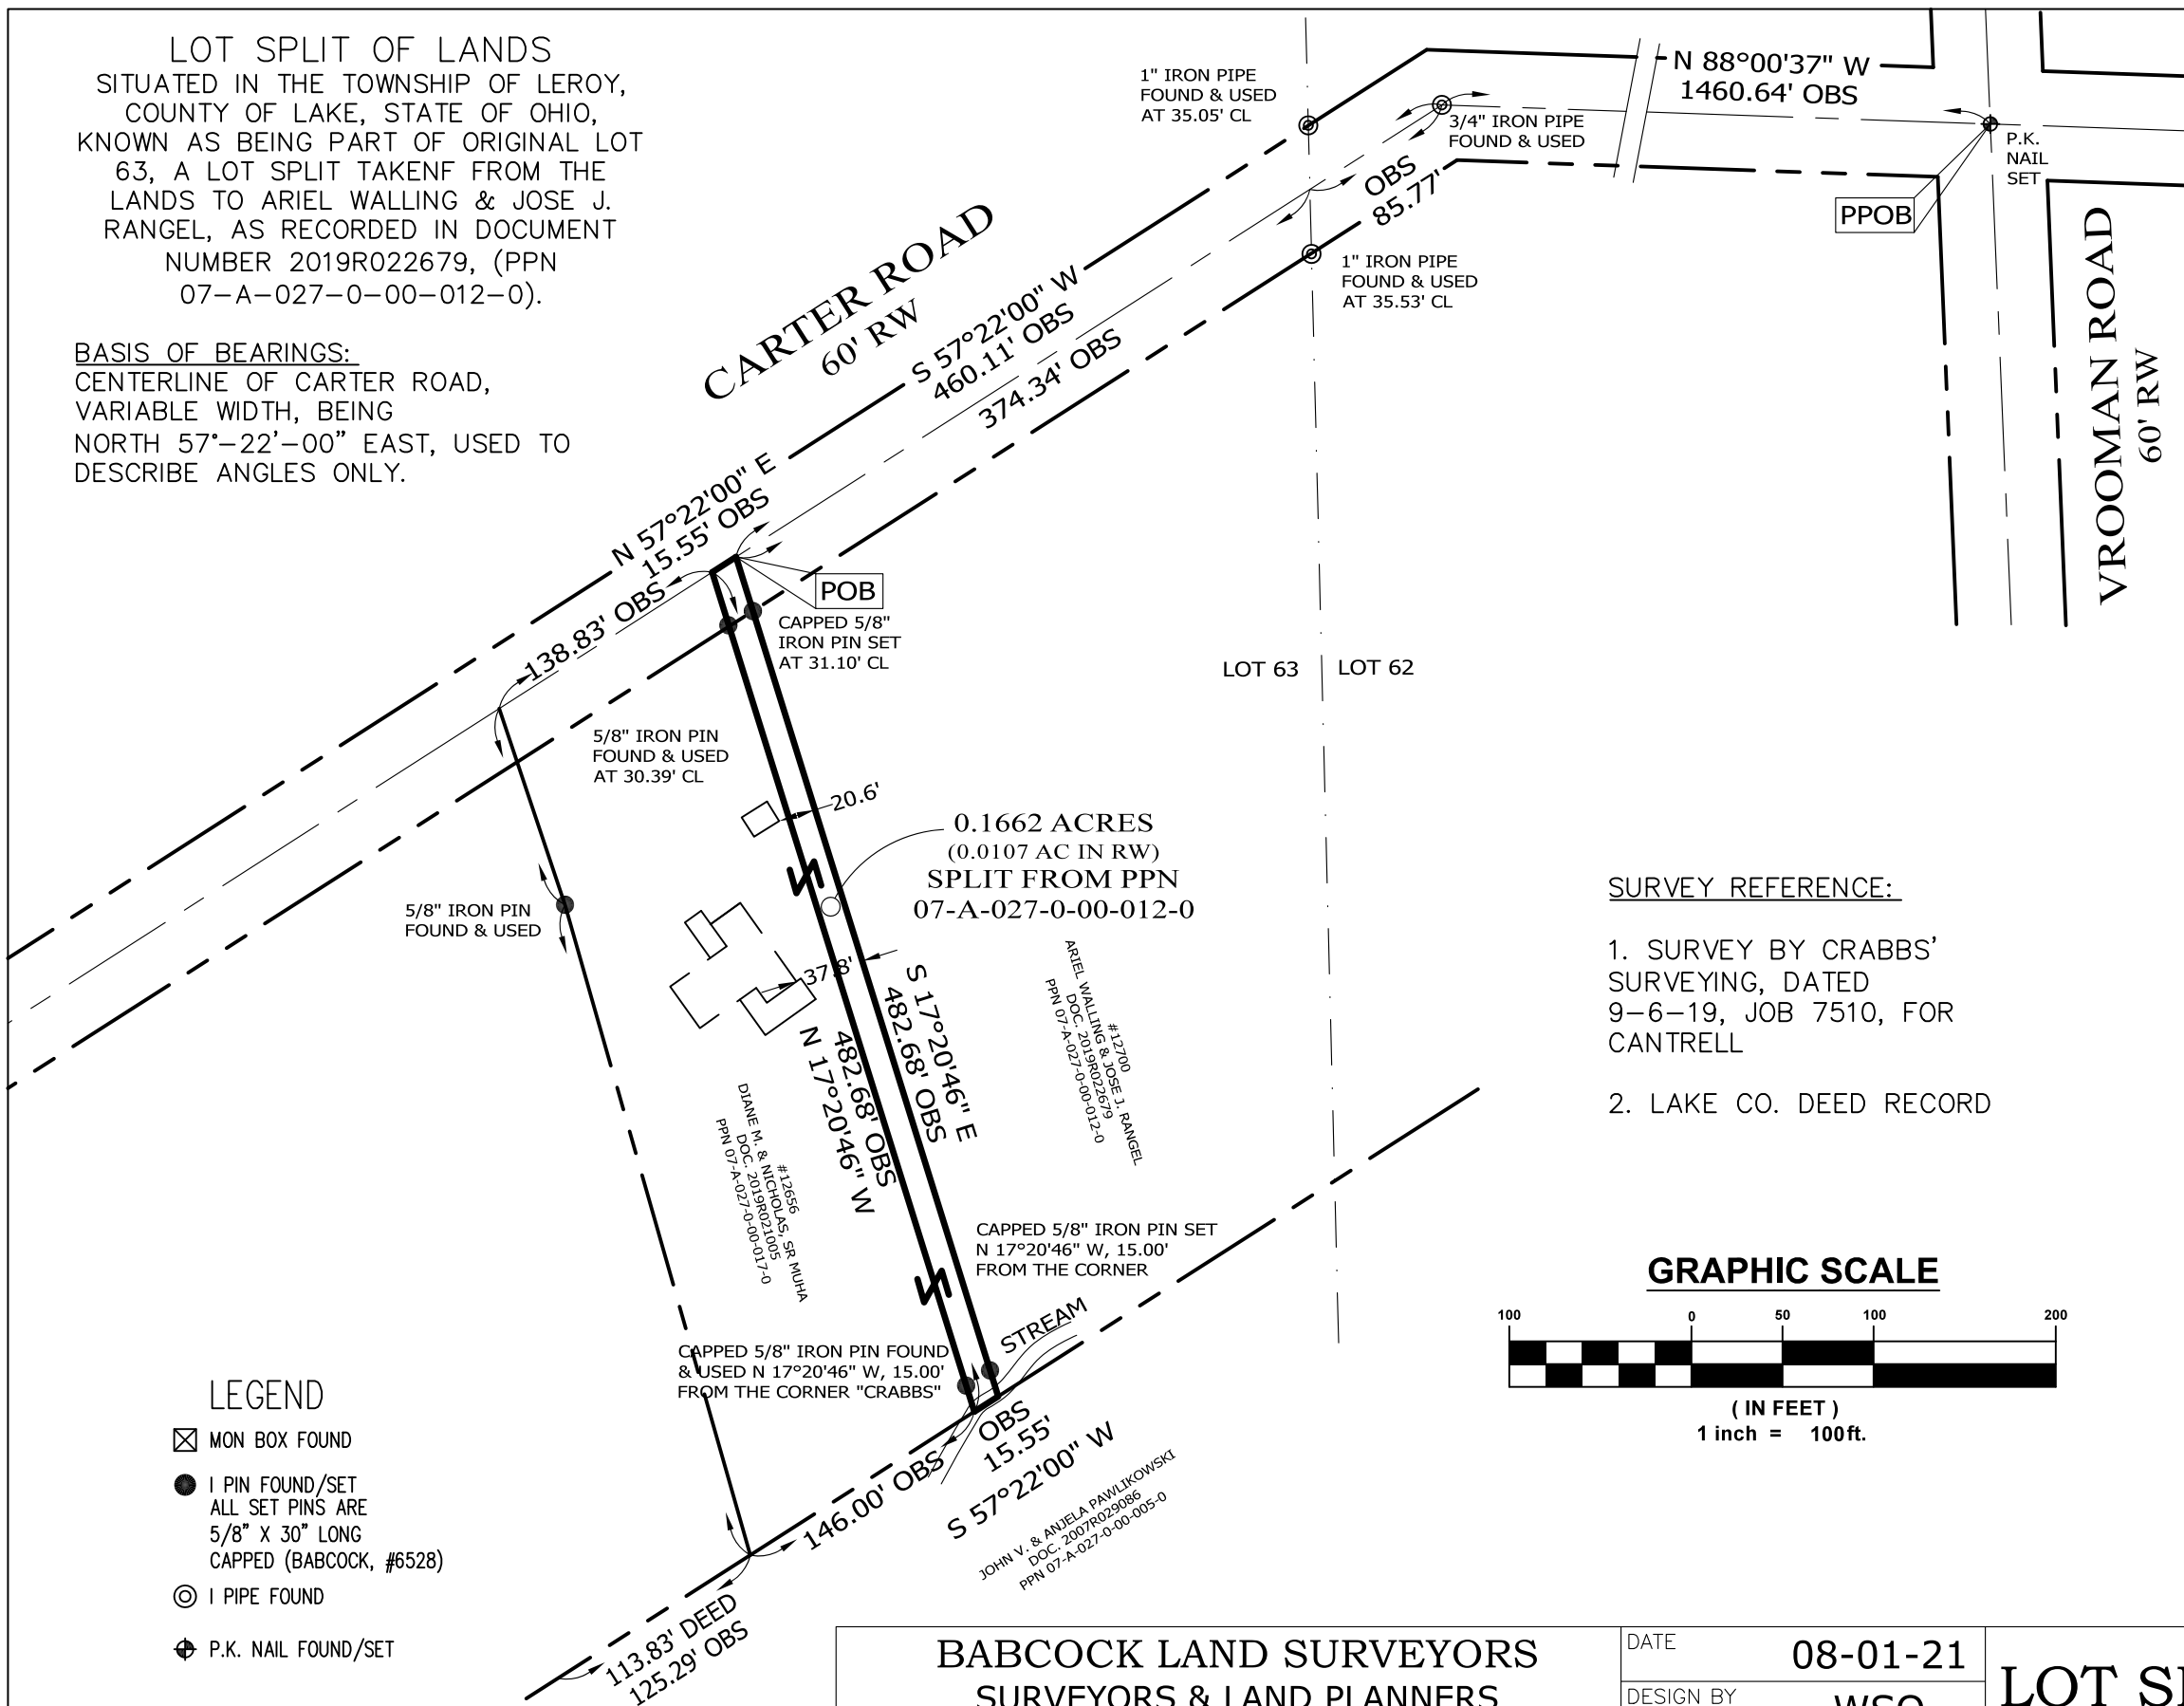 LOT SPLIT OF LANDS
SITUATED IN THE TOWNSHIP OF LEROY,
COUNTY OF LAKE, STATE OF OHIO,
KNOWN AS BEING PART OF ORIGINAL LOT
63, A LOT SPLIT TAKENF FROM THE
LANDS TO ARIEL WALLING & JOSE J.
RANGEL, AS RECORDED IN DOCUMENT
NUMBER 2019R022679, (PPN
07-A-027-0-00-012-0).
BASIS OF BEARINGS:
CENTERLINE OF CARTER ROAD,
VARIABLE WIDTH, BEING
NORTH 57°-22'-00" EAST, USED TO
DESCRIBE ANGLES ONLY.
1" IRON PIPE
FOUND & USED
AT 35.05' CL
N 88°00'37" W
1460.64' OBS
3/4" IRON PIPE
FOUND & USED
P.K.
NAIL
SET
PPOB
OBS
85.77'
1" IRON PIPE
FOUND & USED
AT 35.53' CL
VROOMAN ROAD
60' RW
CARTER ROAD
60' RW
S 57°22'00" W
460.11' OBS
374.34' OBS
N 57°22'00" E
15.55' OBS
138.83' OBS
POB
CAPPED 5/8"
IRON PIN SET
AT 31.10' CL
LOT 63
LOT 62
5/8" IRON PIN
FOUND & USED
AT 30.39' CL
20.6'
0.1662 ACRES
(0.0107 AC IN RW)
SPLIT FROM PPN
07-A-027-0-00-012-0
5/8" IRON PIN
FOUND & USED
37.8'
S 17°20'46" E
482.68' OBS
482.68' OBS
N 17°20'46" W
#12700
ARIEL WALLING & JOSE J. RANGEL
DOC. 2019R022679
PPN 07-A-027-0-00-012-0
#12656
DIANE M. & NICHOLAS, SR MUHA
DOC. 2019R021005
PPN 07-A-027-0-00-017-0
SURVEY REFERENCE:
1. SURVEY BY CRABBS'
SURVEYING, DATED
9-6-19, JOB 7510, FOR
CANTRELL
2. LAKE CO. DEED RECORD
CAPPED 5/8" IRON PIN SET
N 17°20'46" W, 15.00'
FROM THE CORNER
STREAM
CAPPED 5/8" IRON PIN FOUND
& USED N 17°20'46" W, 15.00'
FROM THE CORNER "CRABBS"
GRAPHIC SCALE
100 0 50 100 200
( IN FEET )
1 inch = 100ft.
OBS
15.55'
S 57°22'00" W
146.00' OBS
JOHN V. & ANJELA PAWLIKOWSKI
DOC. 2007R029086
PPN 07-A-027-0-00-005-0
113.83' DEED
125.29' OBS
LEGEND
MON BOX FOUND
I PIN FOUND/SET
ALL SET PINS ARE
5/8" X 30" LONG
CAPPED (BABCOCK, #6528)
I PIPE FOUND
P.K. NAIL FOUND/SET
BABCOCK LAND SURVEYORS
SURVEYORS & LAND PLANNERS
DATE
08-01-21
DESIGN BY
WSO
LOT